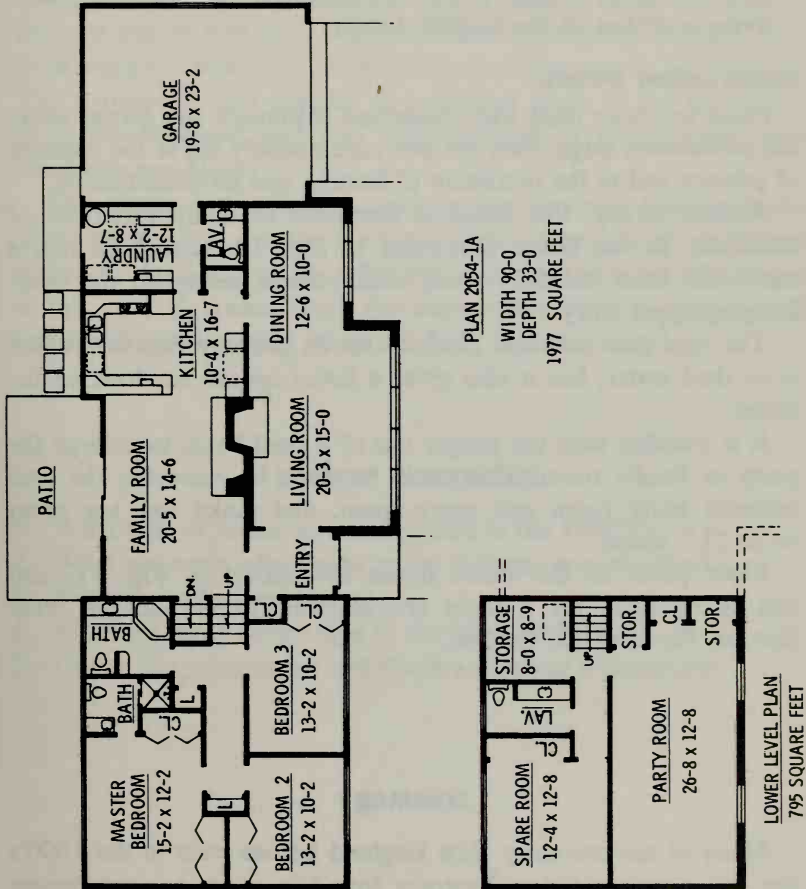 PATIO
FAMILY ROOM
20-5 x 14-6
KITCHEN
10-4 x 16-7
LAUNDRY
12-2 x 8-7
LAV.
GARAGE
19-8 x 23-2
DINING ROOM
12-6 x 10-0
LIVING ROOM
20-3 x 15-0
ENTRY
CL
CL
DN.
UP
BATH
BATH
L
CL.
MASTER
BEDROOM
15-2 x 12-2
L
BEDROOM 2
13-2 x 10-2
BEDROOM 3
13-2 x 10-2
PLAN 2054-1A
WIDTH 90-0
DEPTH 33-0
1977 SQUARE FEET
STORAGE
8-0 x 8-9
LAV.
CL.
UP
STOR.
CL
STOR.
SPARE ROOM
12-4 x 12-8
PARTY ROOM
26-8 x 12-8
LOWER LEVEL PLAN
795 SQUARE FEET